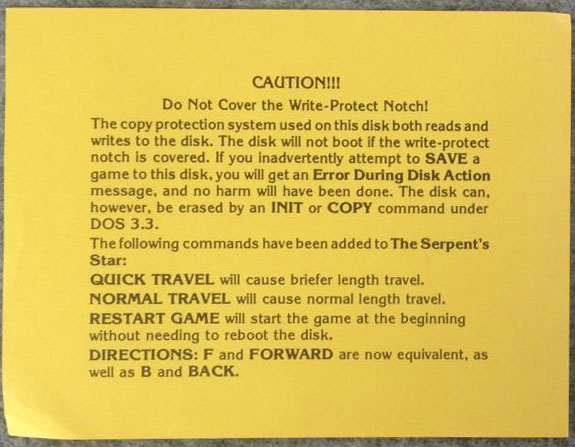 CAUTION!!!
Do Not Cover the Write-Protect Notch!
The copy protection system used on this disk both reads and
writes to the disk. The disk will not boot if the write-protect
notch is covered. If you inadvertently attempt to SAVE a
game to this disk, you will get an Error During Disk Action
message, and no harm will have been done. The disk can,
however, be erased by an INIT or COPY command under
DOS 3.3.
The following commands have been added to The Serpent's
Star:
QUICK TRAVEL will cause briefer length travel.
NORMAL TRAVEL will cause normal length travel.
RESTART GAME will start the game at the beginning
without needing to reboot the disk.
DIRECTIONS: F and FORWARD are now equivalent, as
well as B and BACK.